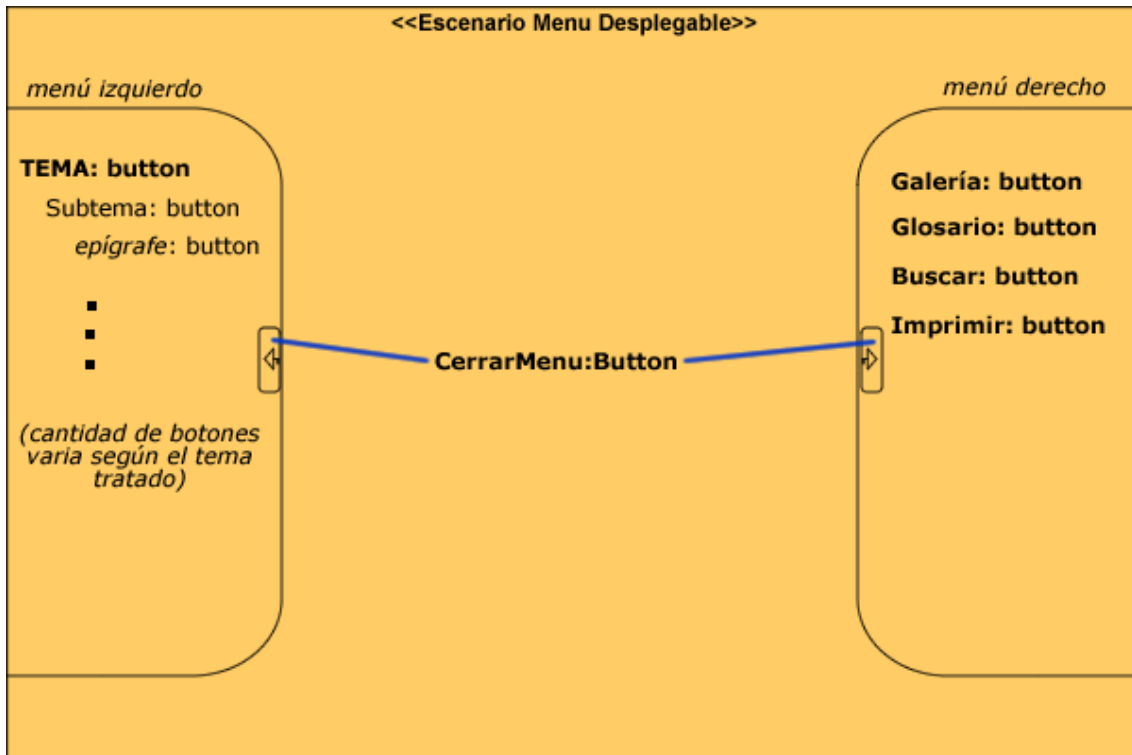 <<Escenario Menu Desplegable>>
menú izquierdo
TEMA: button
Subtema: button
epígrafe: button
(cantidad de botones
varia según el tema
tratado)
CerrarMenu:Button
menú derecho
Galería: button
Glosario: button
Buscar: button
Imprimir: button